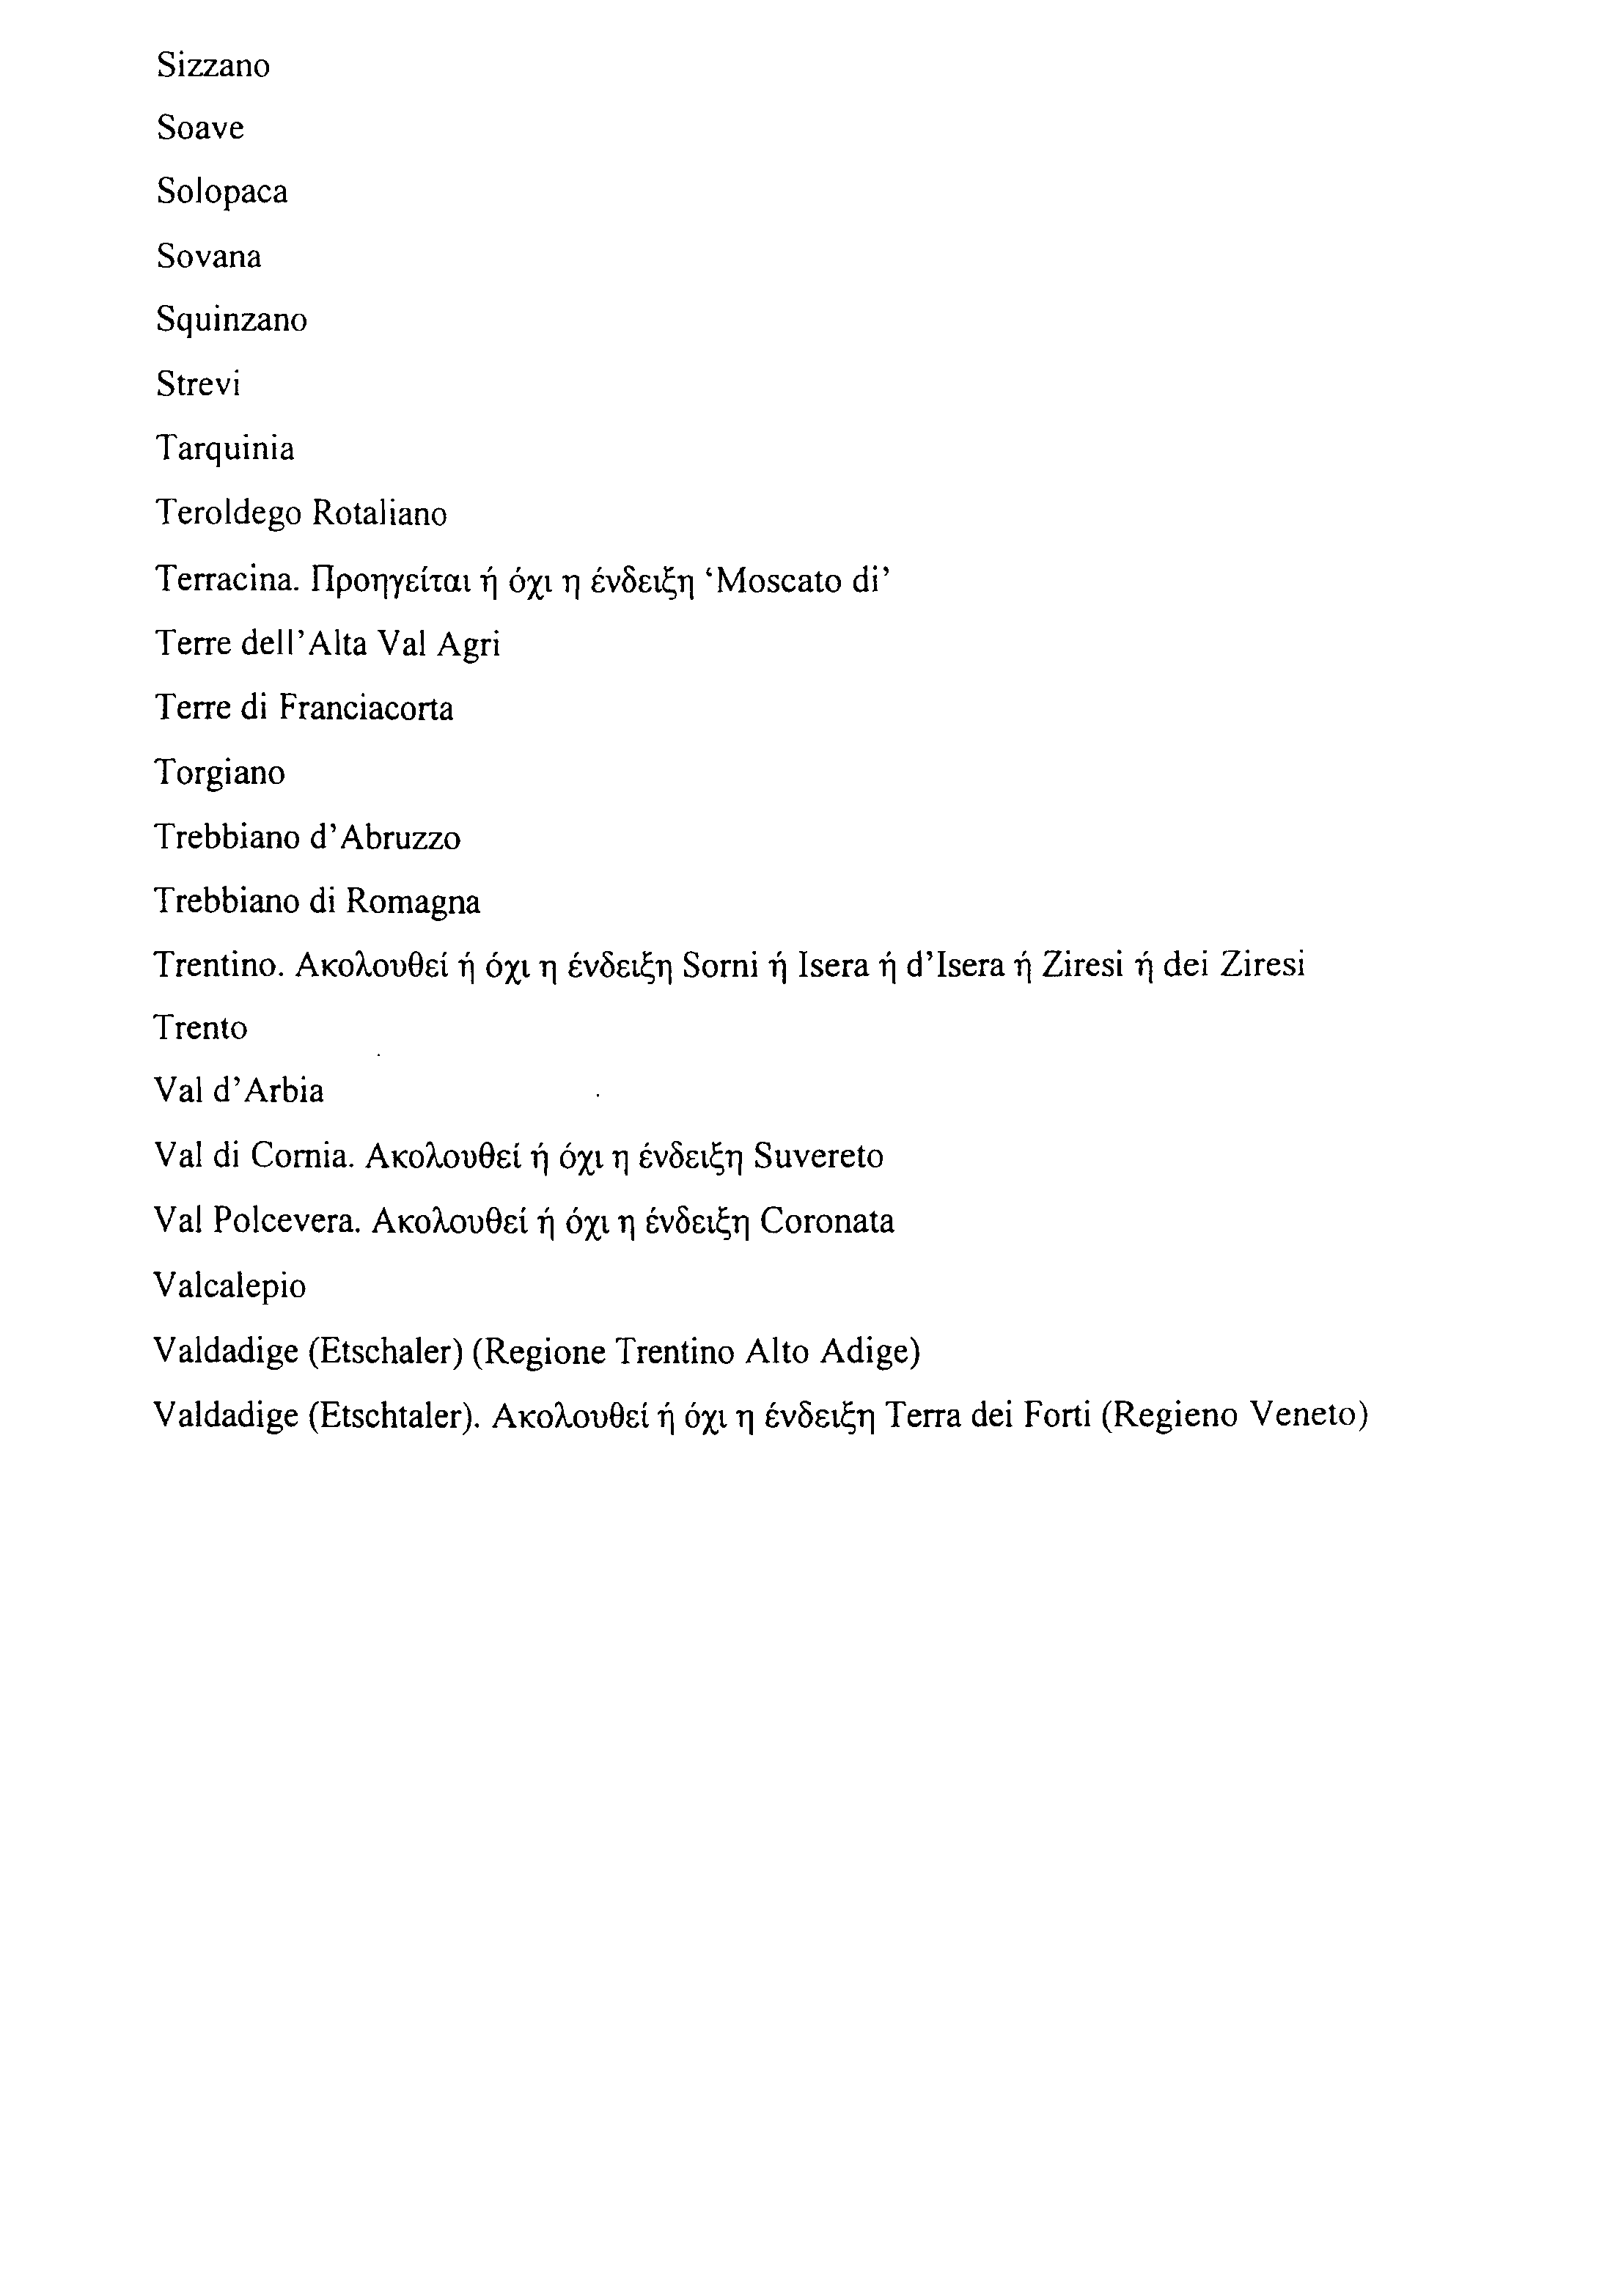 Sizzano
Soave
Solopaca
Sovana
Squinzano
Strevi
Tarquinia
Teroldego Rotaliano
Terracina. Προηγείται ή όχι η ένδειξη ‘Moscato di’
Terre dell’Alta Val Agri
Terre di Franciacorta
Torgiano
Trebbiano d’Abruzzo
Trebbiano di Romagna
Trentino. Ακολουθεί ή όχι η ένδειξη Sorni ή Isera ή d’Isera ή Ziresi ή dei Ziresi
Trento
Val d’Arbia
Val di Cornia. Ακολουθεί ή όχι η ένδειξη Suvereto
Val Polcevera. Ακολουθεί ή όχι η ένδειξη Coronata
Valcalepio
Valdadige (Etschaler) (Regione Trentino Alto Adige)
Valdadige (Etschtaler). Ακολουθεί ή όχι η ένδειξη Terra dei Forti (Regieno Veneto)